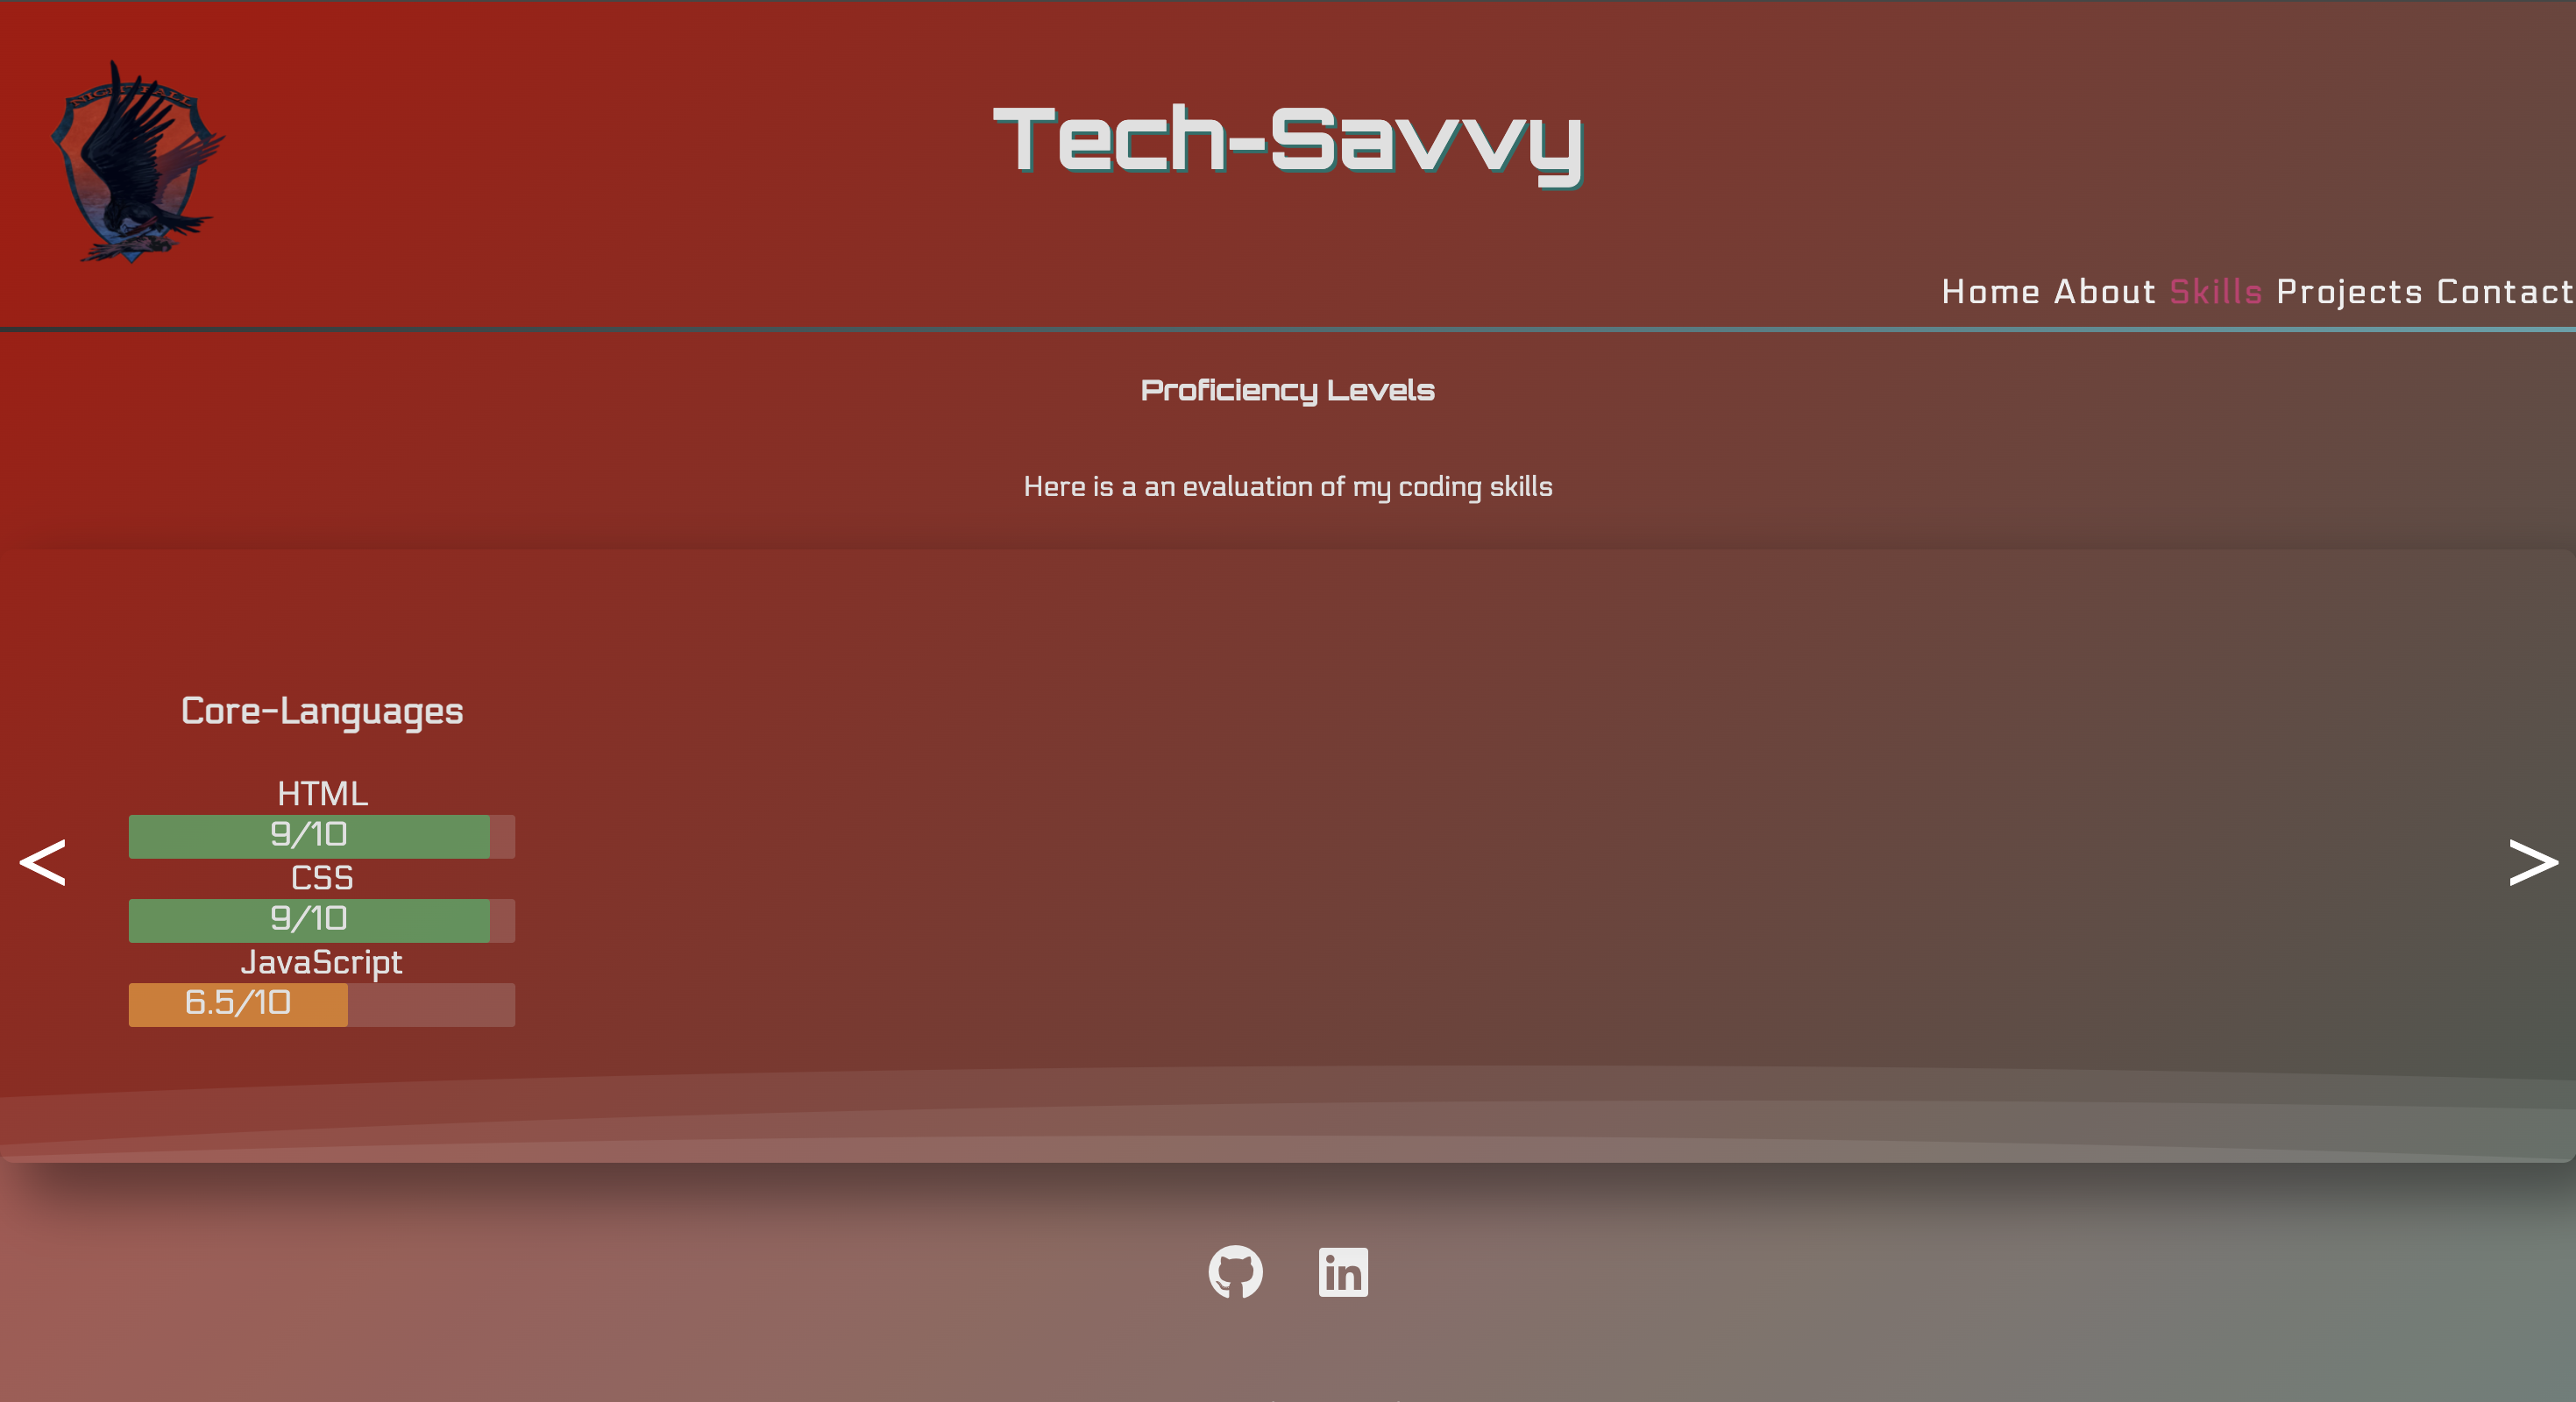 Tech-Savvy
Home About Skills Projects Contact
Proficiency Levels
Here is a an evaluation of my coding skills
Core-Languages
HTML
9/10
CSS
9/10
JavaScript
6.5/10
<
>
in